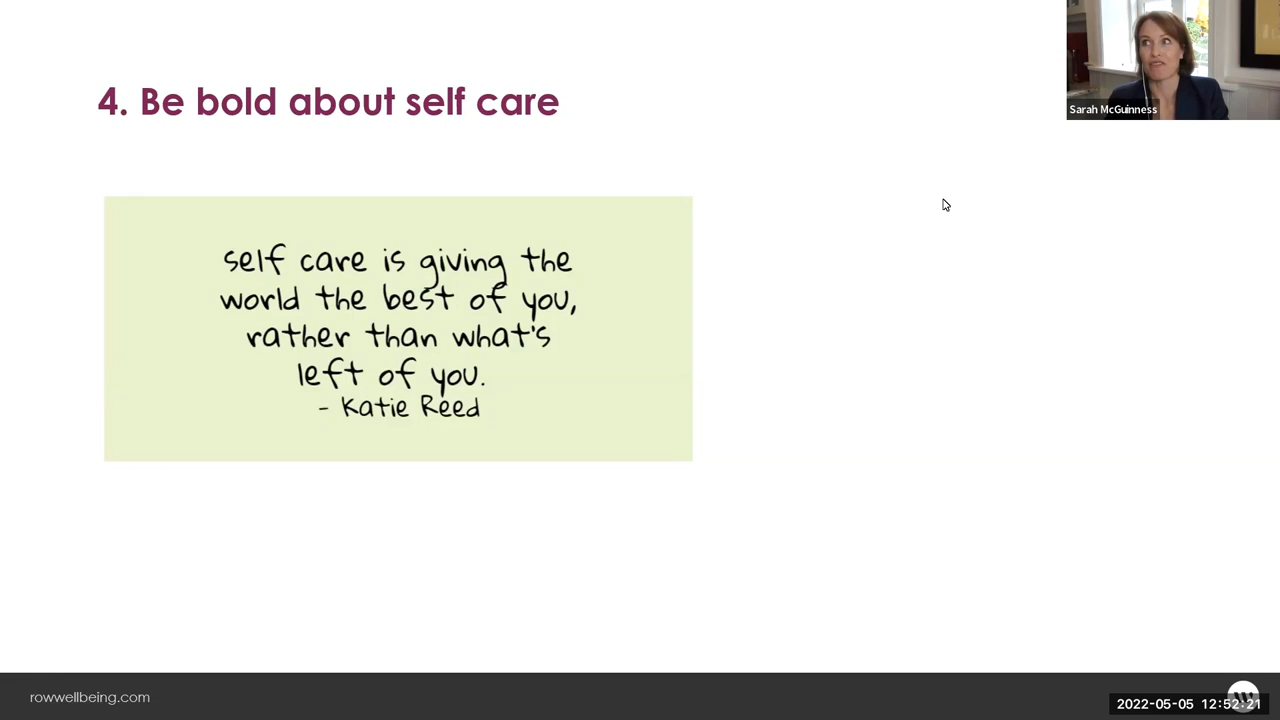 4. Be bold about self care
Sarah McGuinness
self care is giving the
world the best of you,
rather than what's
left of you.
- Katie Reed
rowwellbeing.com
2022-05-05 12:52:21